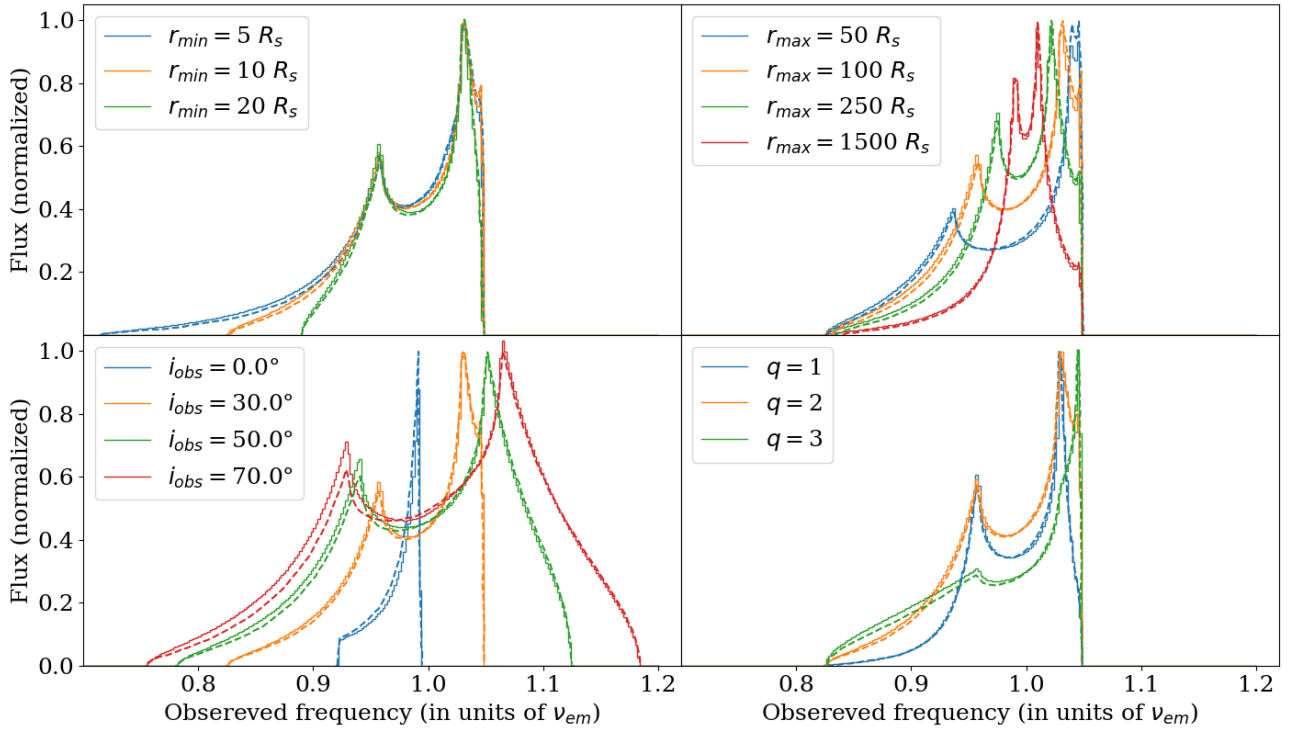 1.0
0.8
0.6
0.4
0.2
Flux (normalized)
r_min = 5 R_s
r_min = 10 R_s
r_min = 20 R_s
r_max = 50 R_s
r_max = 100 R_s
r_max = 250 R_s
r_max = 1500 R_s
1.0
0.8
0.6
0.4
0.2
0.0
Flux (normalized)
i_obs = 0.0°
i_obs = 30.0°
i_obs = 50.0°
i_obs = 70.0°
q = 1
q = 2
q = 3
0.8 0.9 1.0 1.1 1.2
0.8 0.9 1.0 1.1 1.2
Obsereved frequency (in units of ν_em)
Obsereved frequency (in units of ν_em)